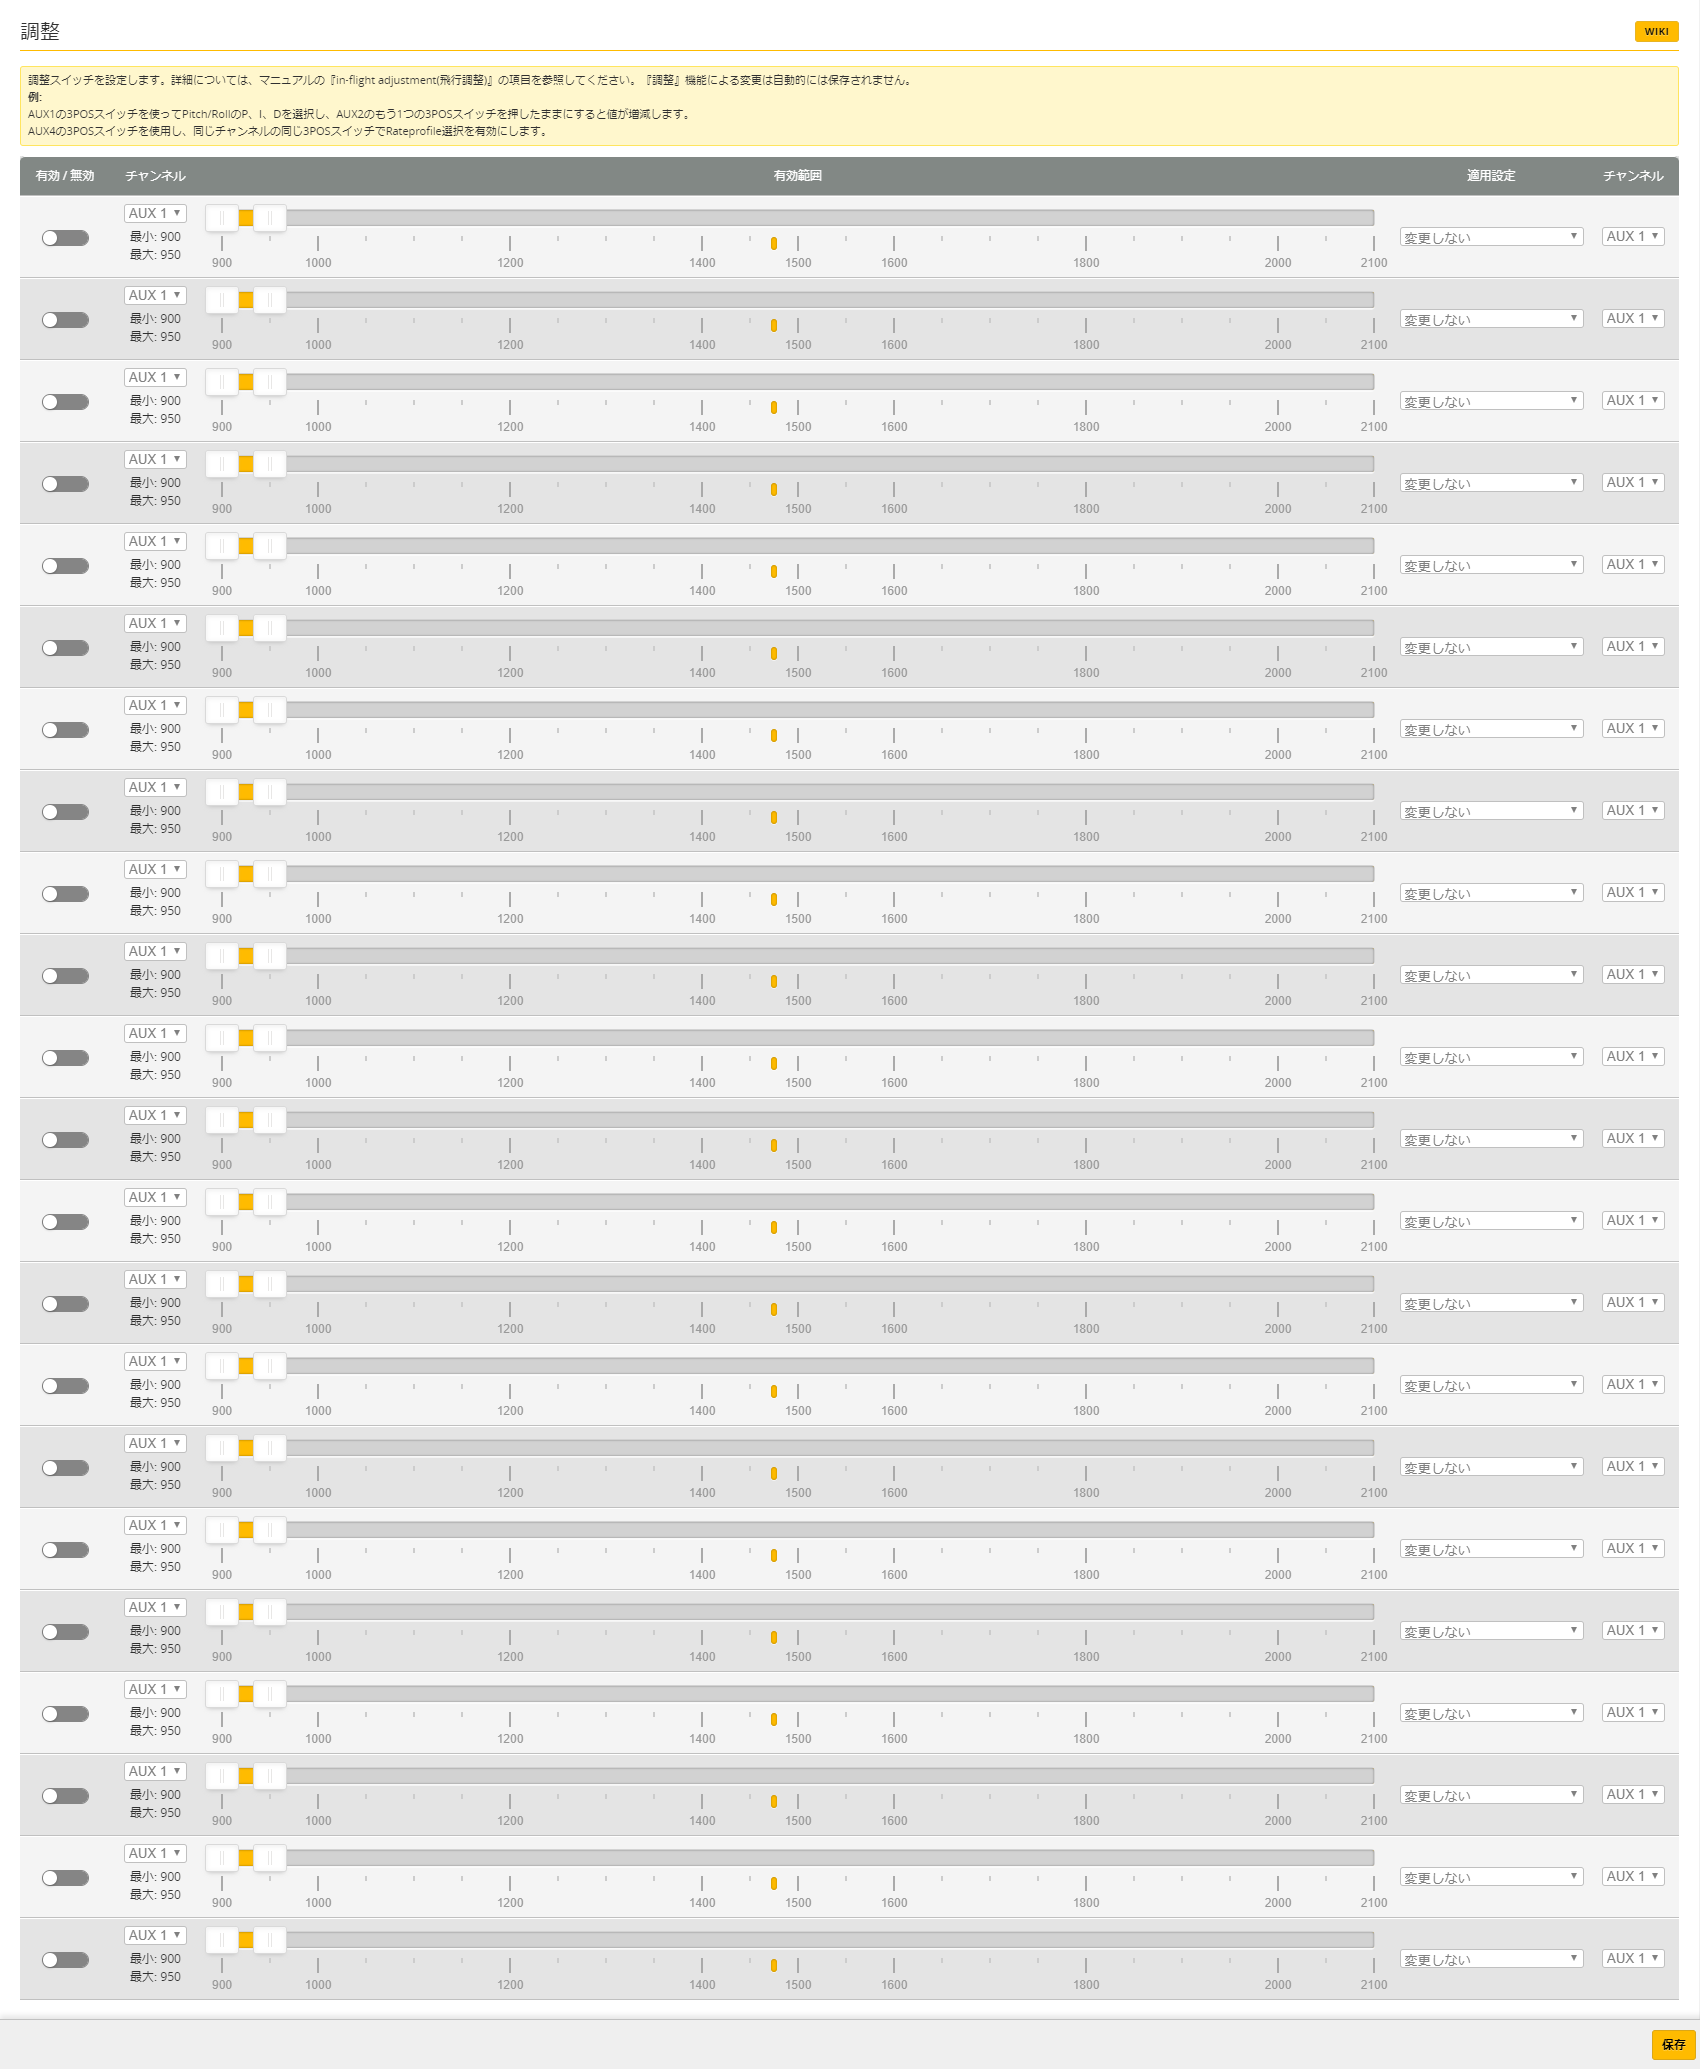 調整
WIKI
調整スイッチを設定します。詳細については、マニュアルの『in-flight adjustment(飛行調整)』の項目を参照してください。『調整』機能による変更は自動的には保存されません。
例:
AUX1の3POSスイッチを使ってPitch/RollのP、I、Dを選択し、AUX2のもう1つの3POSスイッチを押したままにすると値が増減します。
AUX4の3POSスイッチを使用し、同じチャンネルの同じ3POSスイッチでRateprofile選択を有効にします。
有効 / 無効 チャンネル 有効範囲 適用設定 チャンネル
AUX 1
最小: 900 変更しない AUX 1
最大: 950
900 1000 1200 1400 1500 1600 1800 2000 2100
AUX 1
最小: 900 変更しない AUX 1
最大: 950
900 1000 1200 1400 1500 1600 1800 2000 2100
AUX 1
最小: 900 変更しない AUX 1
最大: 950
900 1000 1200 1400 1500 1600 1800 2000 2100
AUX 1
最小: 900 変更しない AUX 1
最大: 950
900 1000 1200 1400 1500 1600 1800 2000 2100
AUX 1
最小: 900 変更しない AUX 1
最大: 950
900 1000 1200 1400 1500 1600 1800 2000 2100
AUX 1
最小: 900 変更しない AUX 1
最大: 950
900 1000 1200 1400 1500 1600 1800 2000 2100
AUX 1
最小: 900 変更しない AUX 1
最大: 950
900 1000 1200 1400 1500 1600 1800 2000 2100
AUX 1
最小: 900 変更しない AUX 1
最大: 950
900 1000 1200 1400 1500 1600 1800 2000 2100
AUX 1
最小: 900 変更しない AUX 1
最大: 950
900 1000 1200 1400 1500 1600 1800 2000 2100
AUX 1
最小: 900 変更しない AUX 1
最大: 950
900 1000 1200 1400 1500 1600 1800 2000 2100
AUX 1
最小: 900 変更しない AUX 1
最大: 950
900 1000 1200 1400 1500 1600 1800 2000 2100
AUX 1
最小: 900 変更しない AUX 1
最大: 950
900 1000 1200 1400 1500 1600 1800 2000 2100
AUX 1
最小: 900 変更しない AUX 1
最大: 950
900 1000 1200 1400 1500 1600 1800 2000 2100
AUX 1
最小: 900 変更しない AUX 1
最大: 950
900 1000 1200 1400 1500 1600 1800 2000 2100
AUX 1
最小: 900 変更しない AUX 1
最大: 950
900 1000 1200 1400 1500 1600 1800 2000 2100
AUX 1
最小: 900 変更しない AUX 1
最大: 950
900 1000 1200 1400 1500 1600 1800 2000 2100
AUX 1
最小: 900 変更しない AUX 1
最大: 950
900 1000 1200 1400 1500 1600 1800 2000 2100
AUX 1
最小: 900 変更しない AUX 1
最大: 950
900 1000 1200 1400 1500 1600 1800 2000 2100
AUX 1
最小: 900 変更しない AUX 1
最大: 950
900 1000 1200 1400 1500 1600 1800 2000 2100
AUX 1
最小: 900 変更しない AUX 1
最大: 950
900 1000 1200 1400 1500 1600 1800 2000 2100
AUX 1
最小: 900 変更しない AUX 1
最大: 950
900 1000 1200 1400 1500 1600 1800 2000 2100
AUX 1
最小: 900 変更しない AUX 1
最大: 950
900 1000 1200 1400 1500 1600 1800 2000 2100
保存